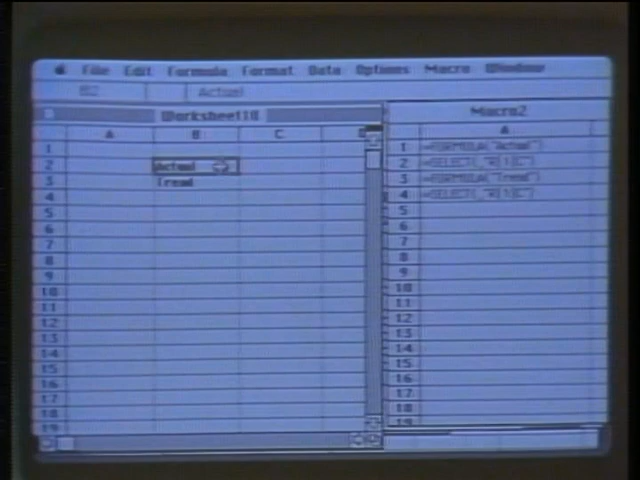 File Edit Formula Format Data Options Macro Window
B2 Actual
Worksheet10
A B C
1
2 Actual
3 Trend
4
5
6
7
8
9
10
11
12
13
14
15
16
17
18
19
Macro2
A
1 =FORMULA("Actual")
2 =SELECT(,"R[1]C")
3 =FORMULA("Trend")
4 =SELECT(,"R[1]C")
5
6
7
8
9
10
11
12
13
14
15
16
17
18
19